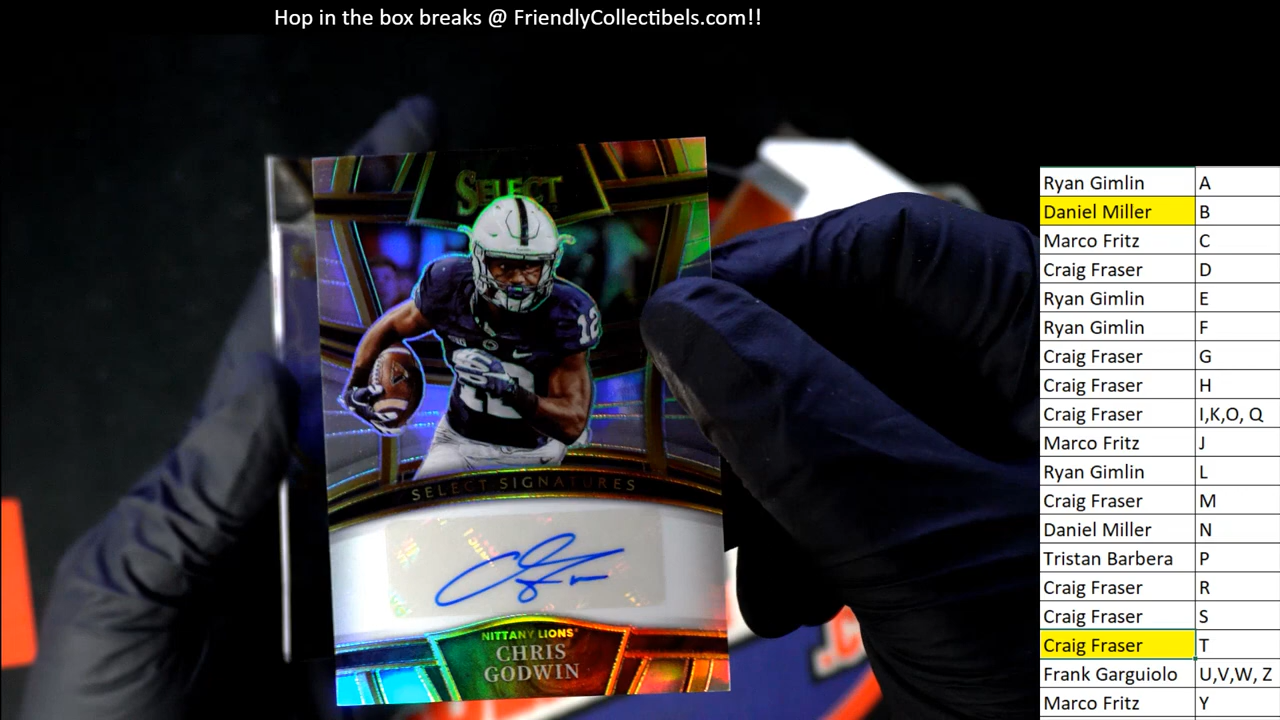 Hop in the box breaks @ FriendlyCollectibels.com!!
SELECT
12
12
SELECT SIGNATURES
NITTANY LIONS
CHRIS
GODWIN
Ryan Gimlin A
Daniel Miller B
Marco Fritz C
Craig Fraser D
Ryan Gimlin E
Ryan Gimlin F
Craig Fraser G
Craig Fraser H
Craig Fraser I,K,O, Q
Marco Fritz J
Ryan Gimlin L
Craig Fraser M
Daniel Miller N
Tristan Barbera P
Craig Fraser R
Craig Fraser S
Craig Fraser T
Frank Garguiolo U,V,W, Z
Marco Fritz Y